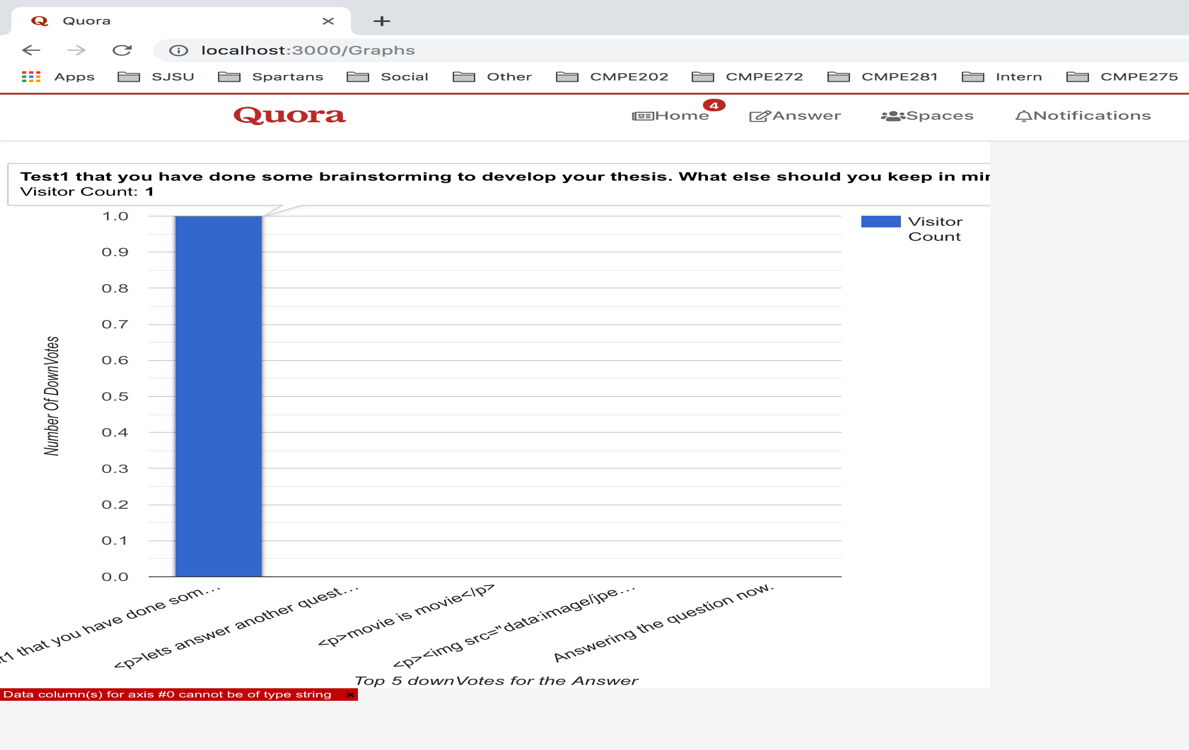 Q Quora
localhost:3000/Graphs
Apps SJSU Spartans Social Other CMPE202 CMPE272 CMPE281 Intern CMPE275
Quora Home 4 Answer Spaces Notifications
Test1 that you have done some brainstorming to develop your thesis. What else should you keep in mir
Visitor Count: 1
1.0
0.9
0.8
0.7
0.6
0.5
0.4
0.3
0.2
0.1
0.0
Number Of DownVotes
Visitor
Count
t1 that you have done som...
<p>lets answer another quest...
<p>movie is movie</p>
<p><img src="data:image/jpe...
Answering the question now.
Top 5 downVotes for the Answer
Data column(s) for axis #0 cannot be of type string ×